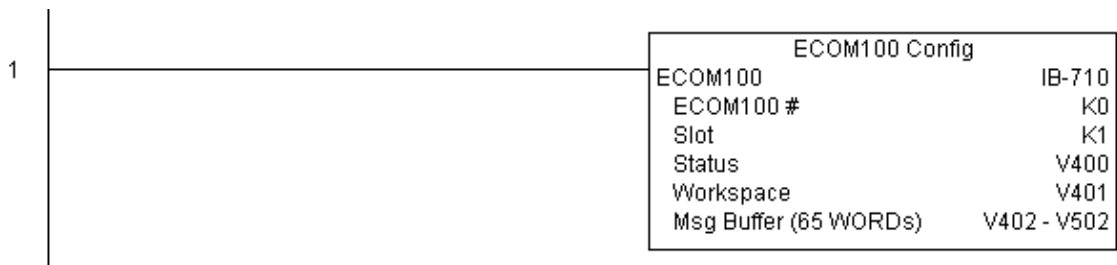 1
ECOM100 Config
ECOM100 IB-710
ECOM100 # K0
Slot K1
Status V400
Workspace V401
Msg Buffer (65 WORDs) V402 - V502